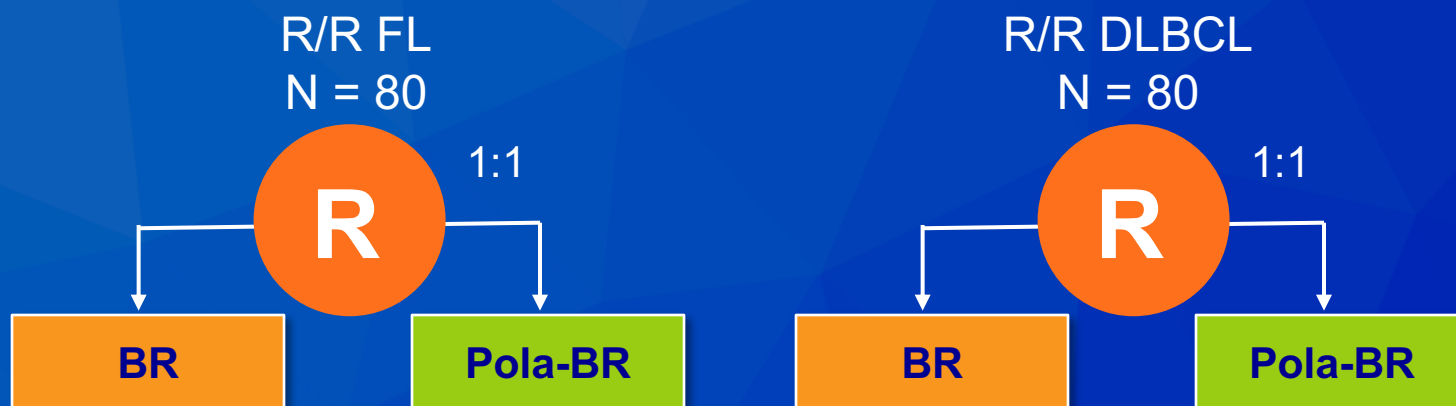 R/R FL
N = 80
1:1
R
BR
Pola-BR
R/R DLBCL
N = 80
1:1
R
BR
Pola-BR